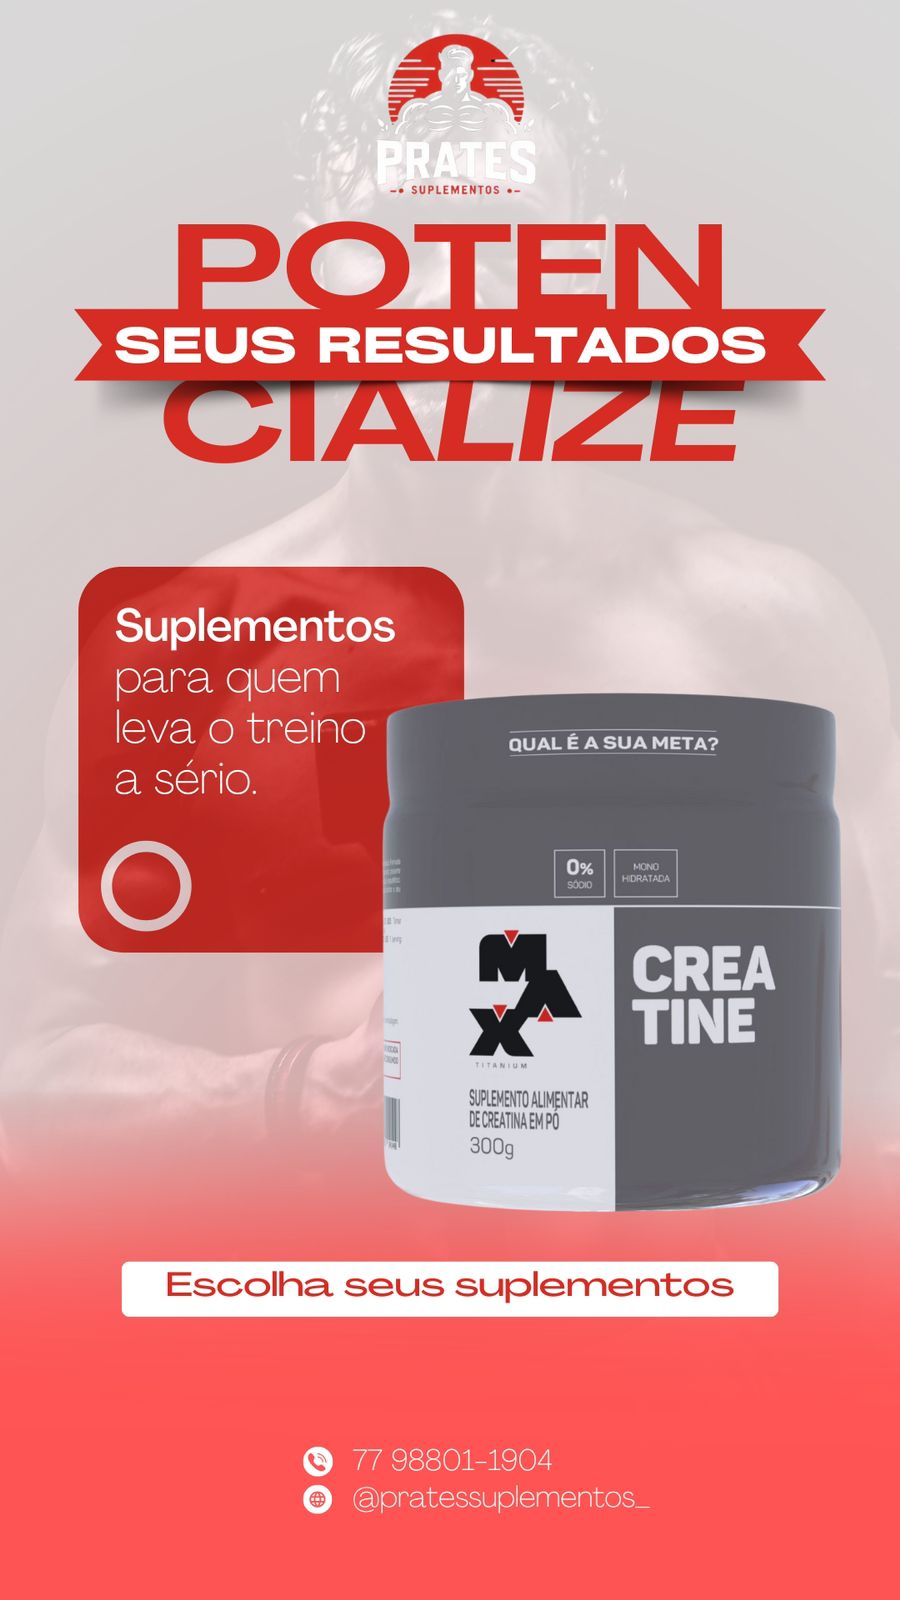 PRATES
SUPLEMENTOS
POTEN
SEUS RESULTADOS
CIALIZE
Suplementos
para quem
leva o treino
a sério.
QUAL É A SUA META?
0%
SÓDIO
MONO
HIDRATADA
MAX
TITANIUM
CREA
TINE
SUPLEMENTO ALIMENTAR
DE CREATINA EM PÓ
300g
Escolha seus suplementos
77 98801-1904
@pratessuplementos_